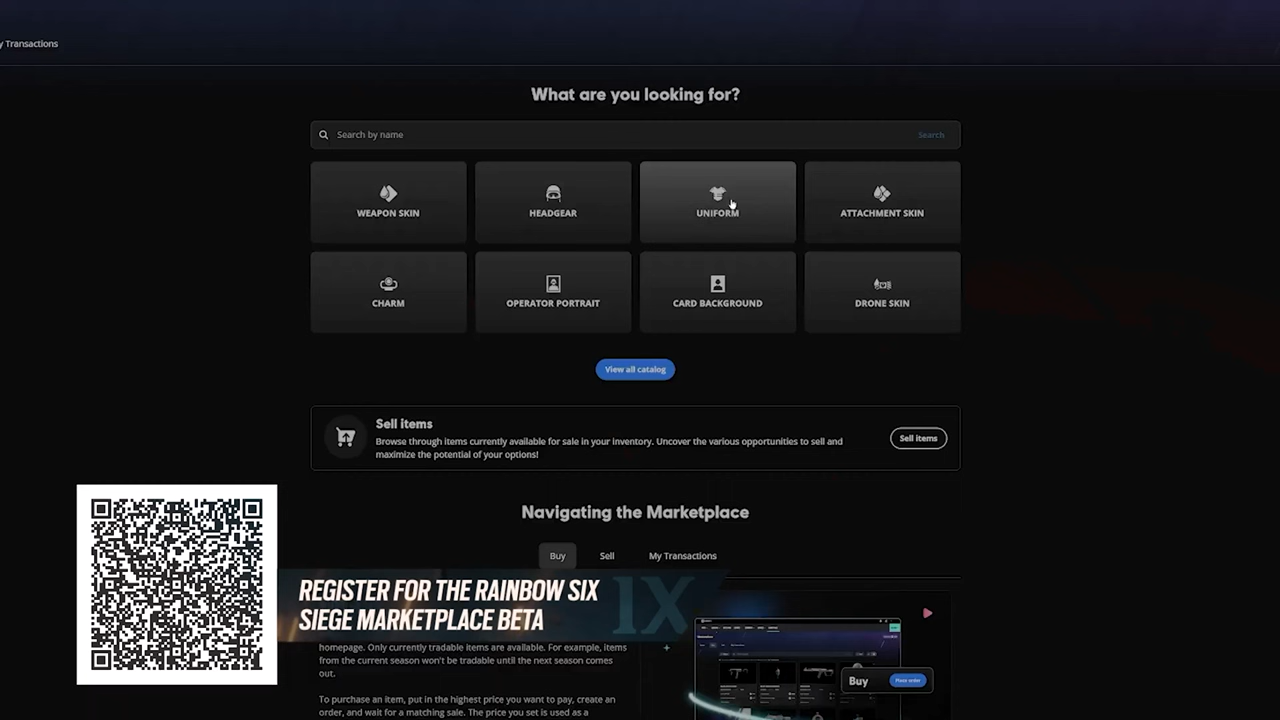 y Transactions
What are you looking for?
Search by name
Search
WEAPON SKIN
HEADGEAR
UNIFORM
ATTACHMENT SKIN
CHARM
OPERATOR PORTRAIT
CARD BACKGROUND
DRONE SKIN
View all catalog
Sell items
Browse through items currently available for sale in your inventory. Uncover the various opportunities to sell and
maximize the potential of your options!
Sell items
Navigating the Marketplace
Buy
Sell
My Transactions
REGISTER FOR THE RAINBOW SIX
SIEGE MARKETPLACE BETA
homepage. Only currently tradable items are available. For example, items
from the current season won't be tradable until the next season comes
out.
To purchase an item, put in the highest price you want to pay, create an
order, and wait for a matching sale. The price you set is used as a
Buy
Place order